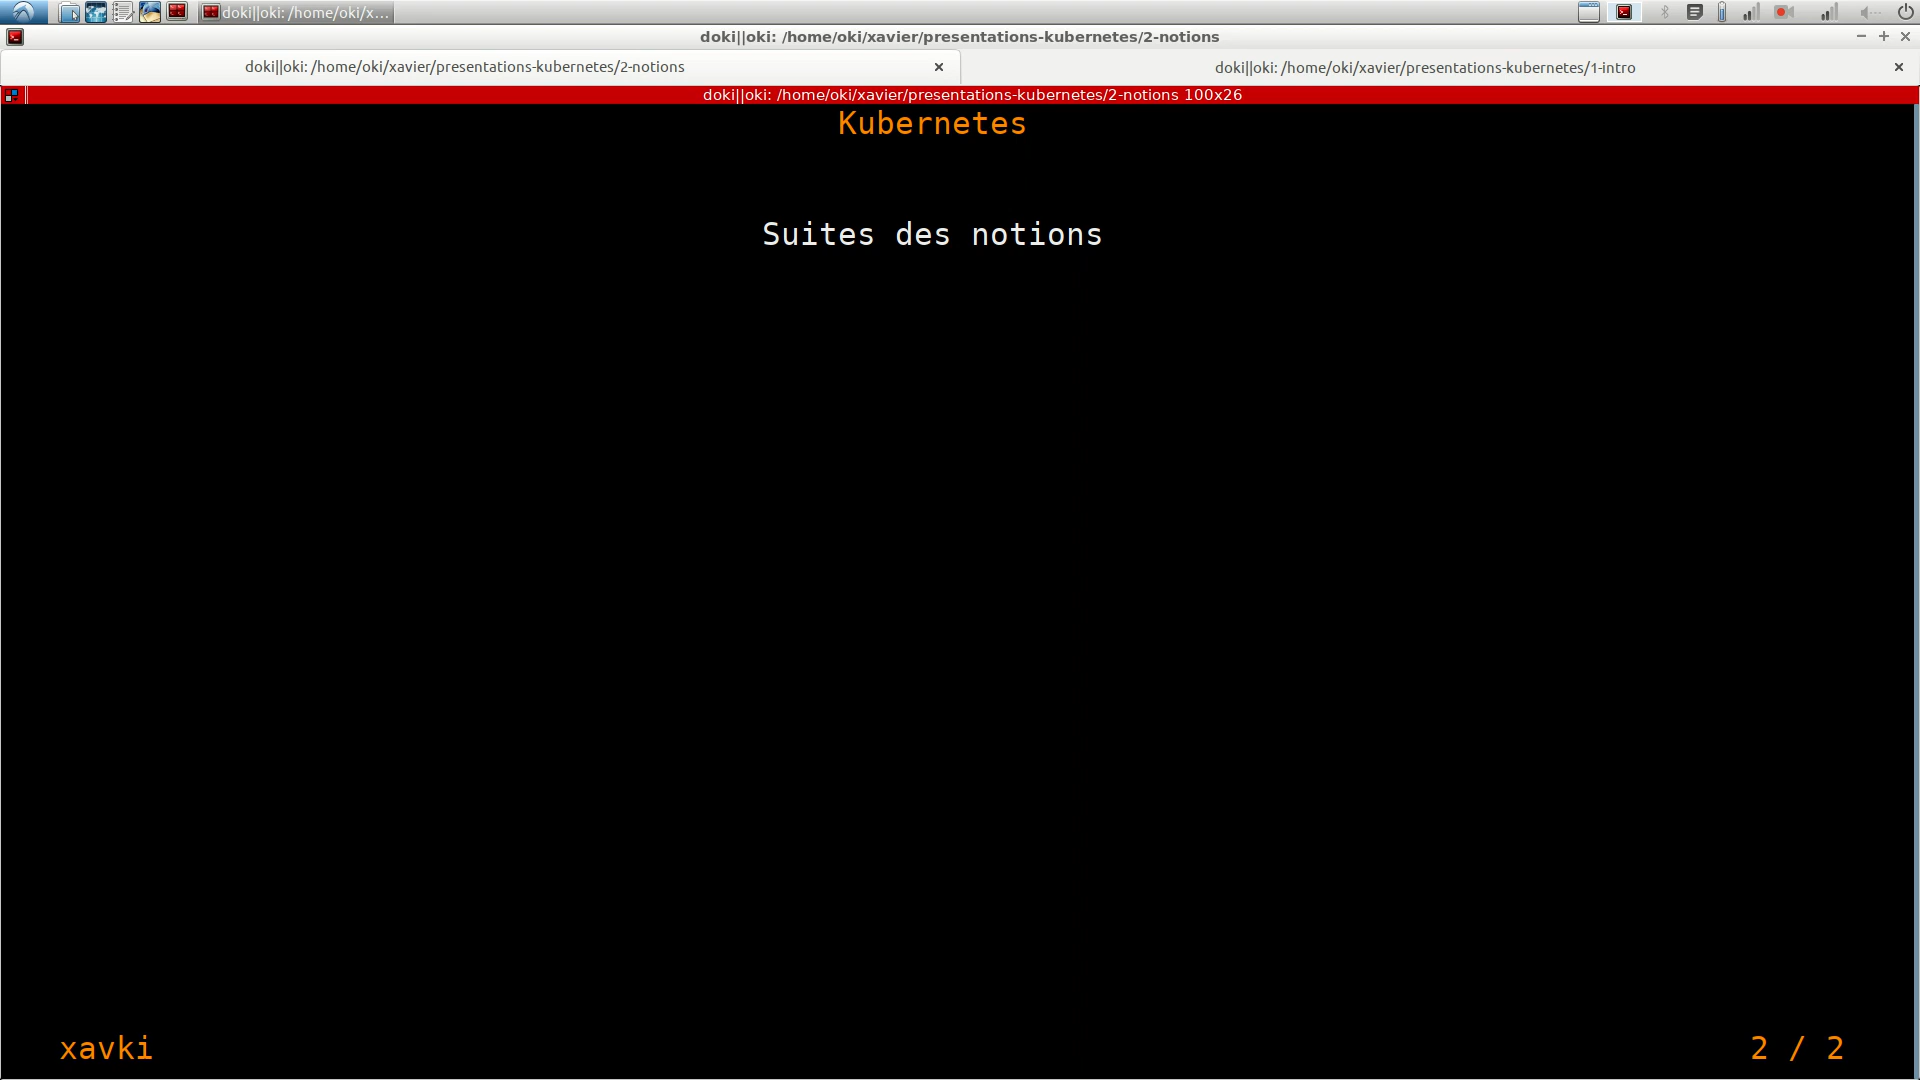 doki||oki: /home/oki/x...
doki||oki: /home/oki/xavier/presentations-kubernetes/2-notions
doki||oki: /home/oki/xavier/presentations-kubernetes/2-notions
doki||oki: /home/oki/xavier/presentations-kubernetes/1-intro
doki||oki: /home/oki/xavier/presentations-kubernetes/2-notions 100x26
Kubernetes
Suites des notions
xavki
2 / 2